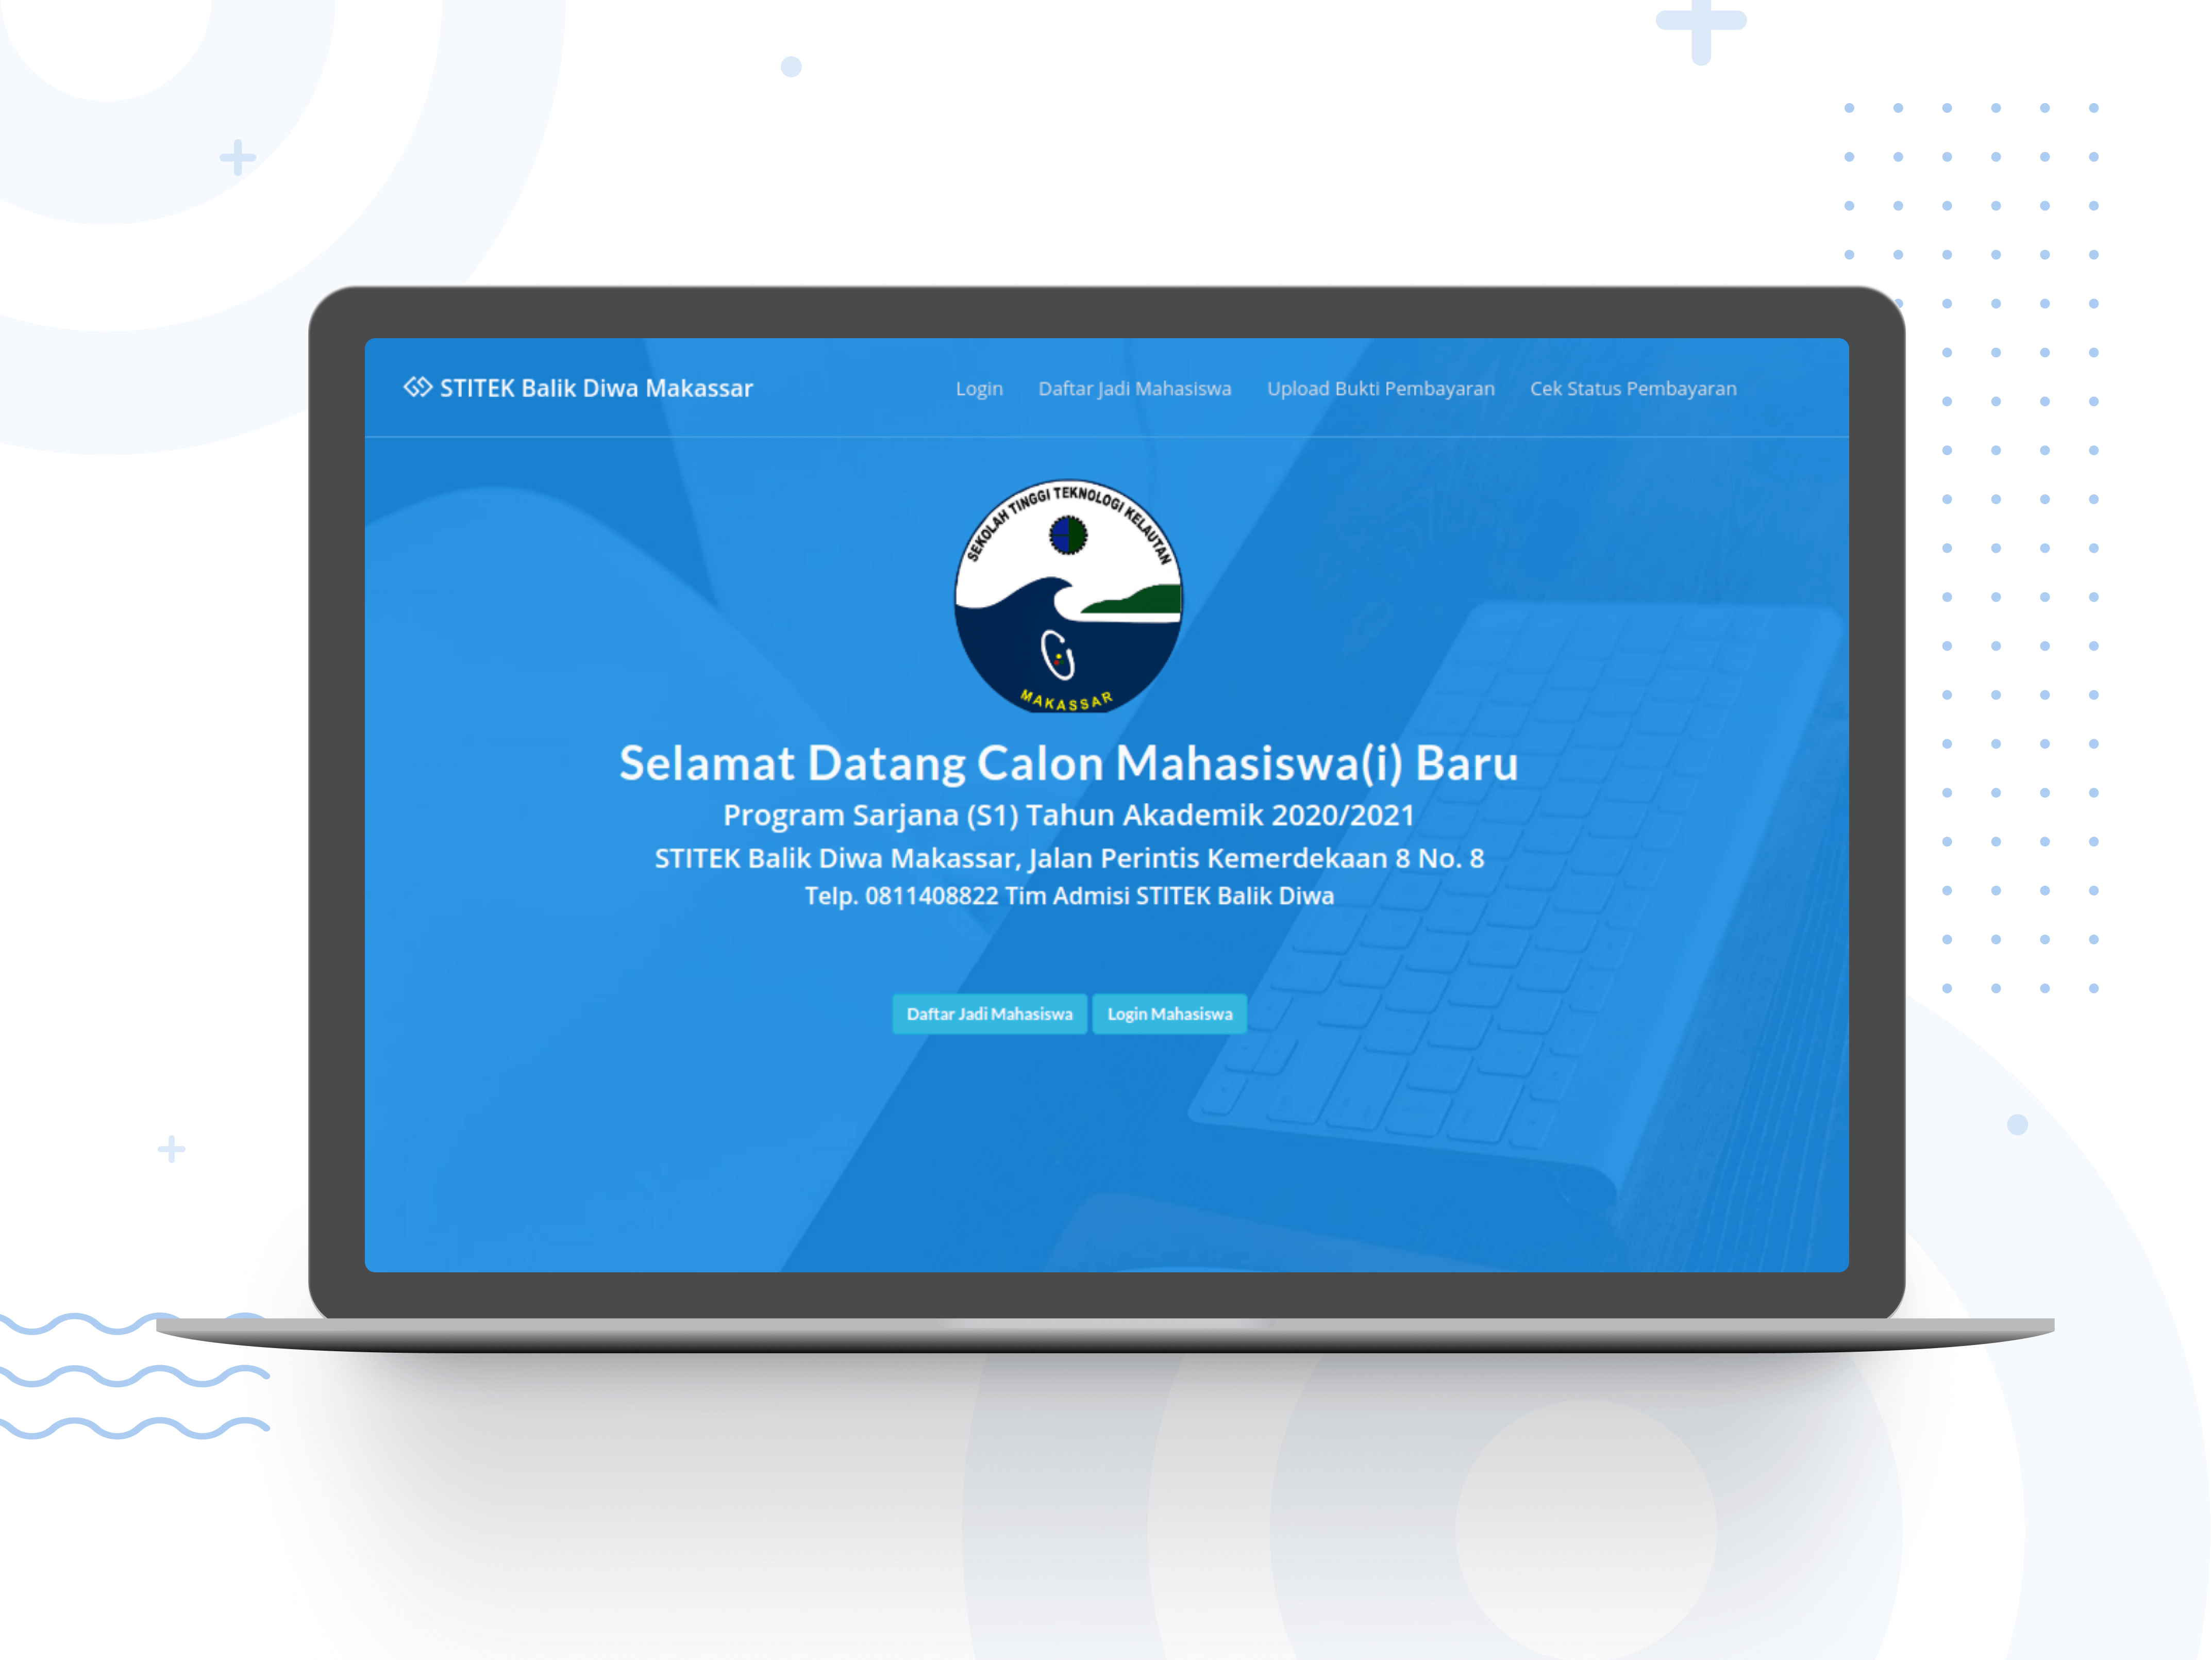 STITEK Balik Diwa Makassar
Login Daftar Jadi Mahasiswa Upload Bukti Pembayaran Cek Status Pembayaran
SEKOLAH TINGGI TEKNOLOGI KELAUTAN
MAKASSAR
Selamat Datang Calon Mahasiswa(i) Baru
Program Sarjana (S1) Tahun Akademik 2020/2021
STITEK Balik Diwa Makassar, Jalan Perintis Kemerdekaan 8 No. 8
Telp. 0811408822 Tim Admisi STITEK Balik Diwa
Daftar Jadi Mahasiswa Login Mahasiswa